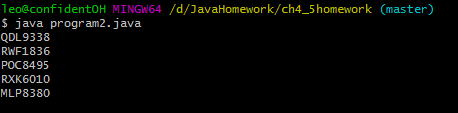 leo@confidentOH MINGW64 /d/JavaHomework/ch4_5homework (master)
$ java program2.java
QDL9338
RWF1836
POC8495
RXK6010
MLP8380